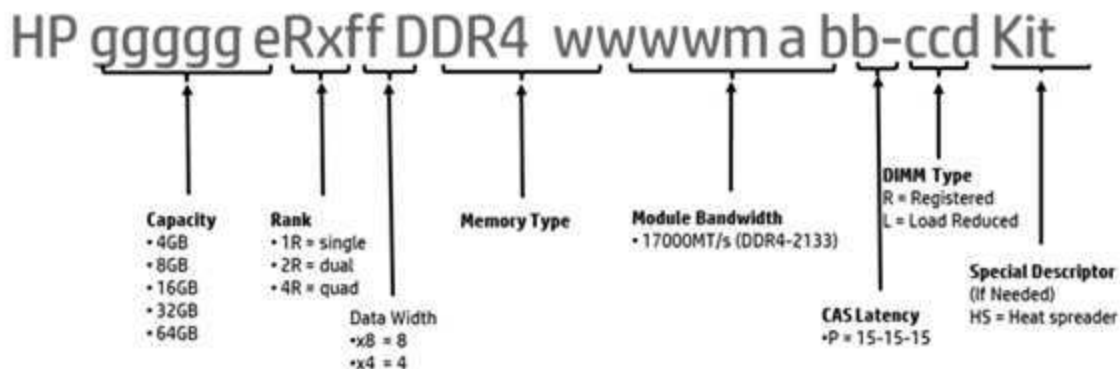 HP ggggg eRxff DDR4 wwwwm a bb-ccd Kit
Capacity
• 4GB
• 8GB
• 16GB
• 32GB
• 64GB
Rank
• 1R = single
• 2R = dual
• 4R = quad
Data Width
•x8 = 8
•x4 = 4
Memory Type
Module Bandwidth
• 17000MT/s (DDR4-2133)
CAS Latency
•P = 15-15-15
DIMM Type
R = Registered
L = Load Reduced
Special Descriptor
(If Needed)
HS = Heat spreader